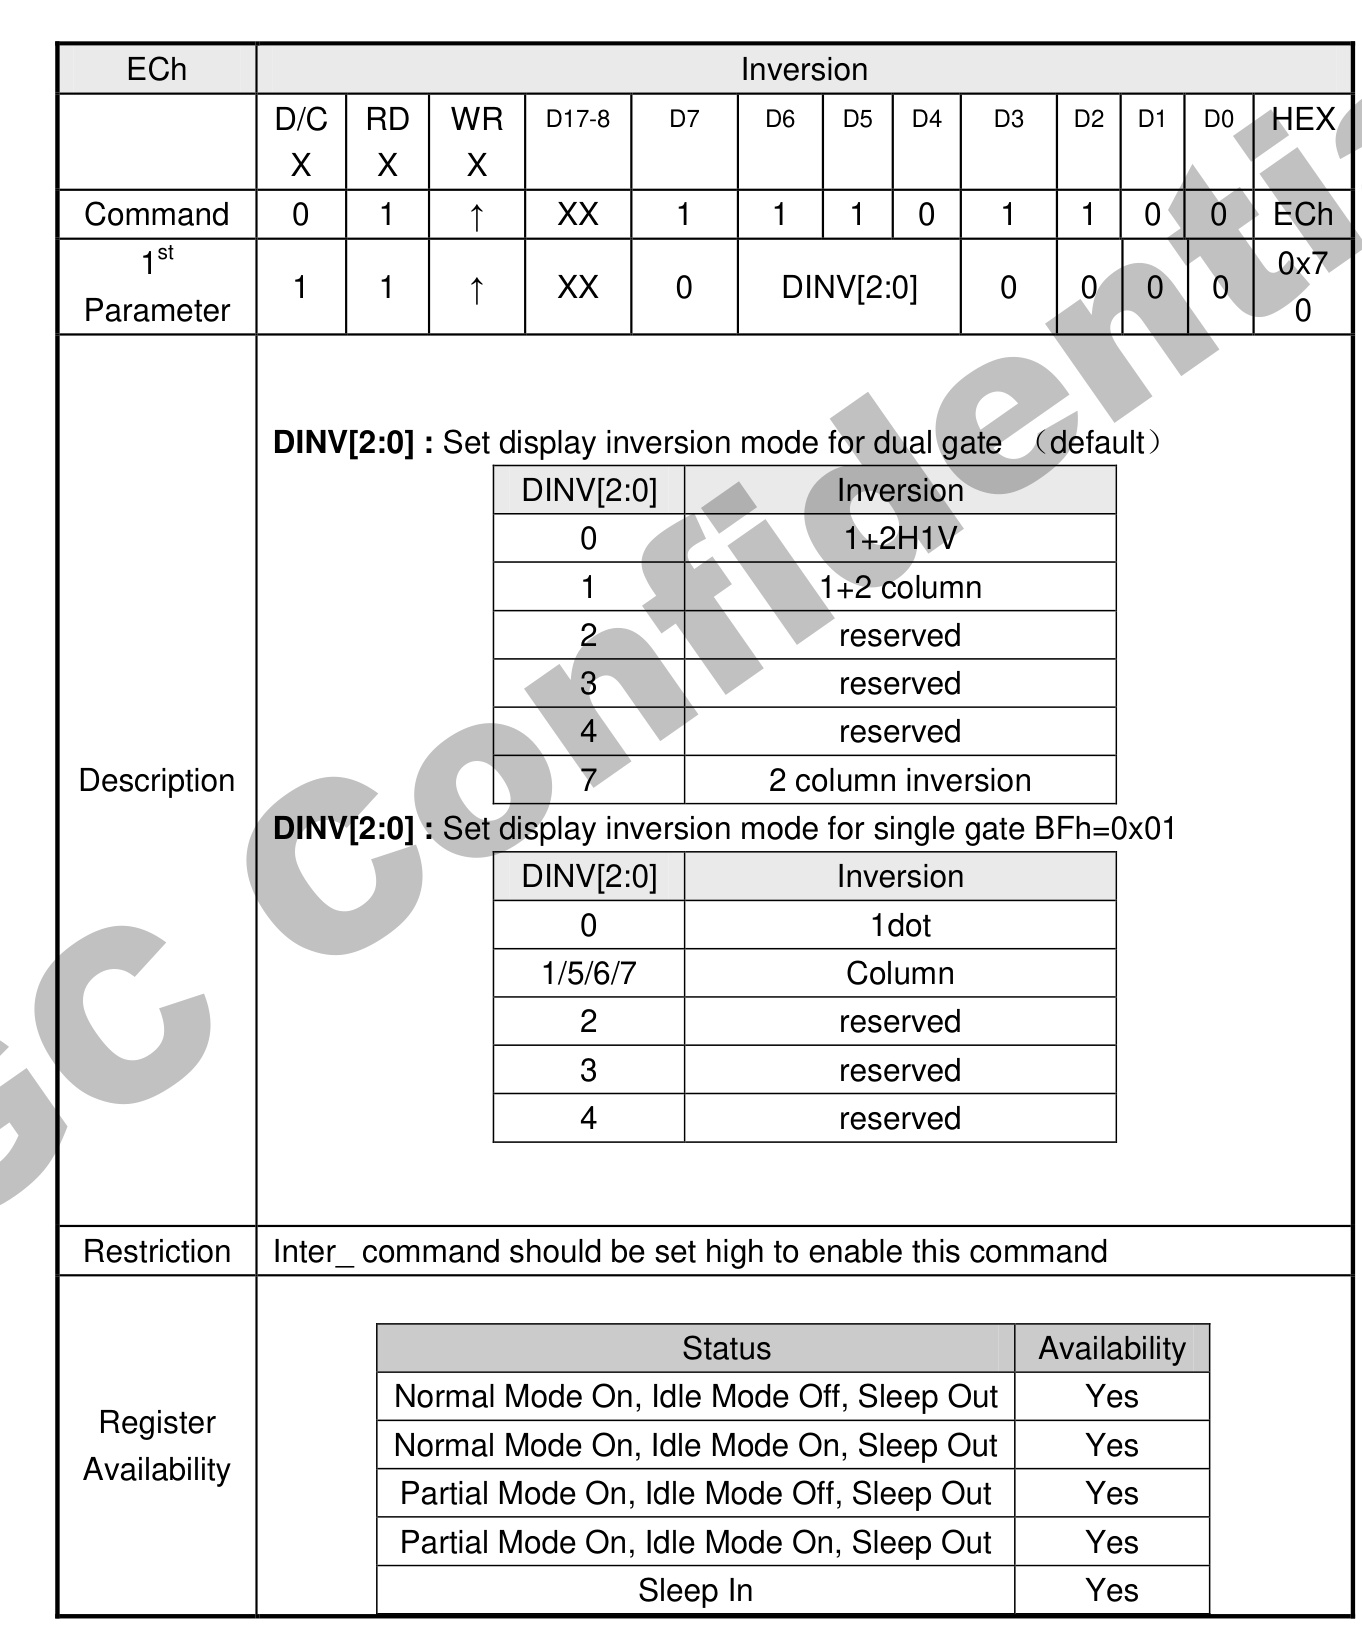 ECh Inversion
D/C RD WR D17-8 D7 D6 D5 D4 D3 D2 D1 D0 HEX
X X X
Command 0 1 ↑ XX 1 1 1 0 1 1 0 0 ECh
1st
Parameter 1 1 ↑ XX 0 DINV[2:0] 0 0 0 0 0x7
0
Description
DINV[2:0] : Set display inversion mode for dual gate （default）
DINV[2:0] Inversion
0 1+2H1V
1 1+2 column
2 reserved
3 reserved
4 reserved
7 2 column inversion
DINV[2:0] : Set display inversion mode for single gate BFh=0x01
DINV[2:0] Inversion
0 1dot
1/5/6/7 Column
2 reserved
3 reserved
4 reserved
Restriction Inter_ command should be set high to enable this command
Register
Availability
Status Availability
Normal Mode On, Idle Mode Off, Sleep Out Yes
Normal Mode On, Idle Mode On, Sleep Out Yes
Partial Mode On, Idle Mode Off, Sleep Out Yes
Partial Mode On, Idle Mode On, Sleep Out Yes
Sleep In Yes